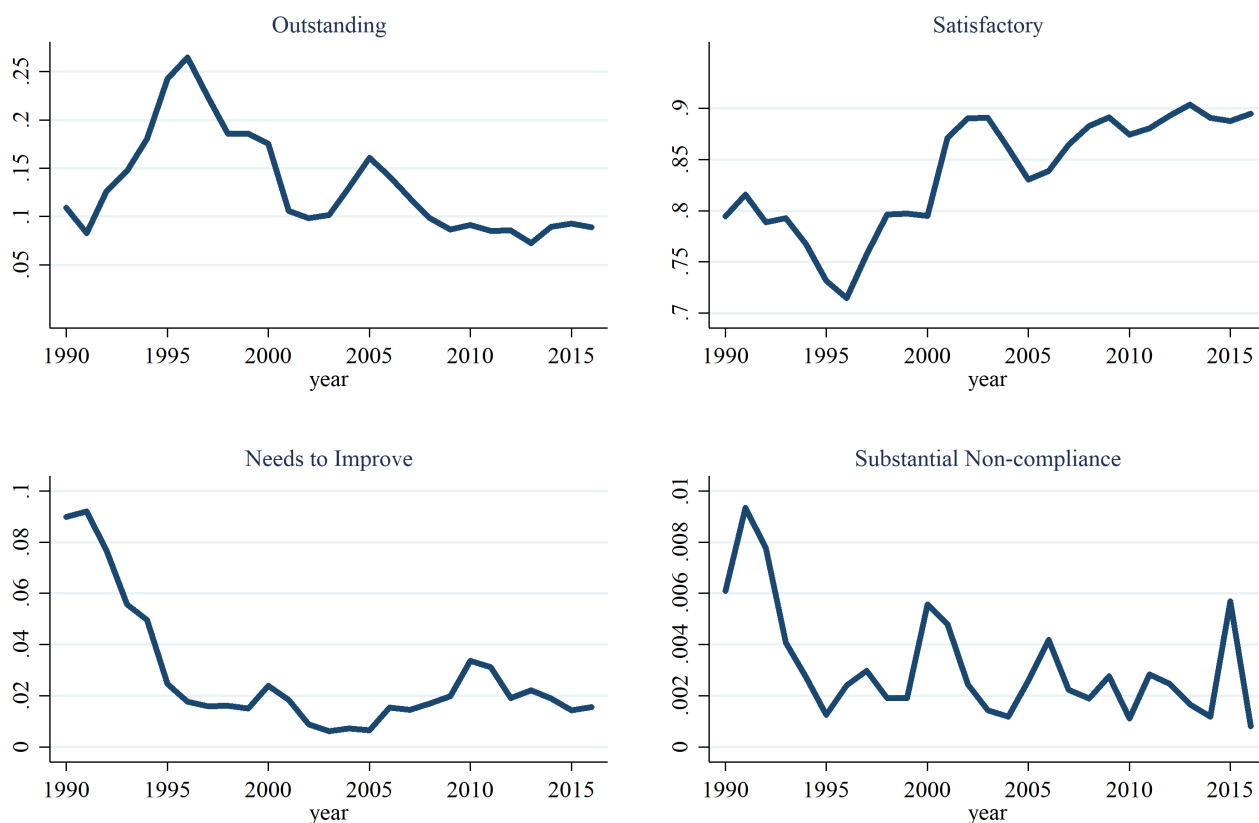 Outstanding
.25
.2
.15
.1
.05
1990 1995 2000 2005 2010 2015
year
Satisfactory
.9
.85
.8
.75
.7
1990 1995 2000 2005 2010 2015
year
Needs to Improve
.1
.08
.06
.04
.02
0
1990 1995 2000 2005 2010 2015
year
Substantial Non-compliance
.01
.008
.006
.004
.002
0
1990 1995 2000 2005 2010 2015
year